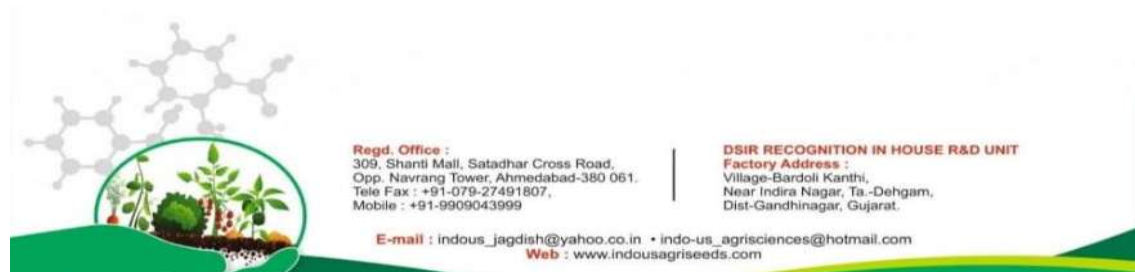 Regd. Office :
309, Shanti Mall, Satadhar Cross Road,
Opp. Navrang Tower, Ahmedabad-380 061.
Tele Fax : +91-079-27491807,
Mobile : +91-9909043999
DSIR RECOGNITION IN HOUSE R&D UNIT
Factory Address :
Village-Bardoli Kanthi,
Near Indira Nagar, Ta.-Dehgam,
Dist-Gandhinagar, Gujarat.
E-mail : indous_jagdish@yahoo.co.in • indo-us_agrisciences@hotmail.com
Web : www.indousagriseeds.com